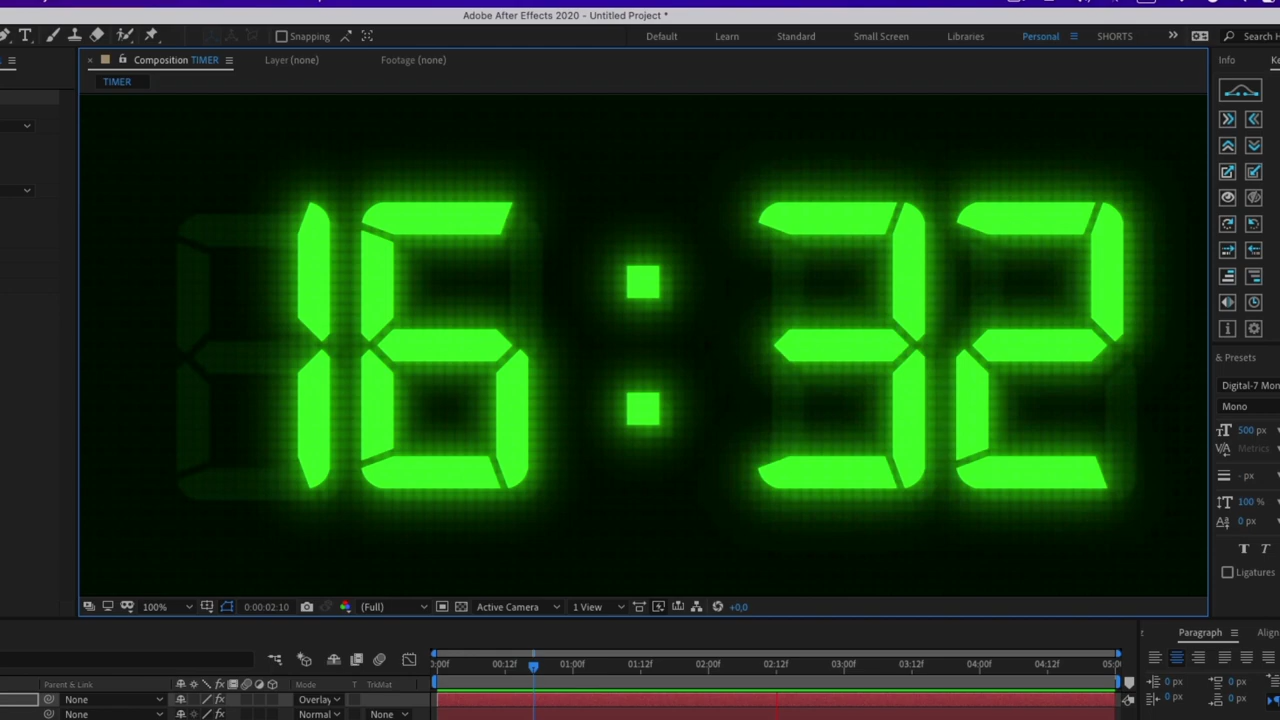 Adobe After Effects 2020 - Untitled Project *
Snapping
Default
Learn
Standard
Small Screen
Libraries
Personal
SHORTS
Search H
Composition TIMER
Layer (none)
Footage (none)
Info
Ke
TIMER
16:32
& Presets
Digital-7 Mon
Mono
500 px
Metrics
- px
100 %
0 px
T T
Ligatures
100%
0:00:02:10
(Full)
Active Camera
1 View
+0,0
Paragraph
Align
:00f
00:12f
01:00f
01:12f
02:00f
02:12f
03:00f
03:12f
04:00f
04:12f
05:0
0 px
0 px
0 px
0 px
Parent & Link
Mode
T
TrkMat
None
Overlay
None
Normal
None